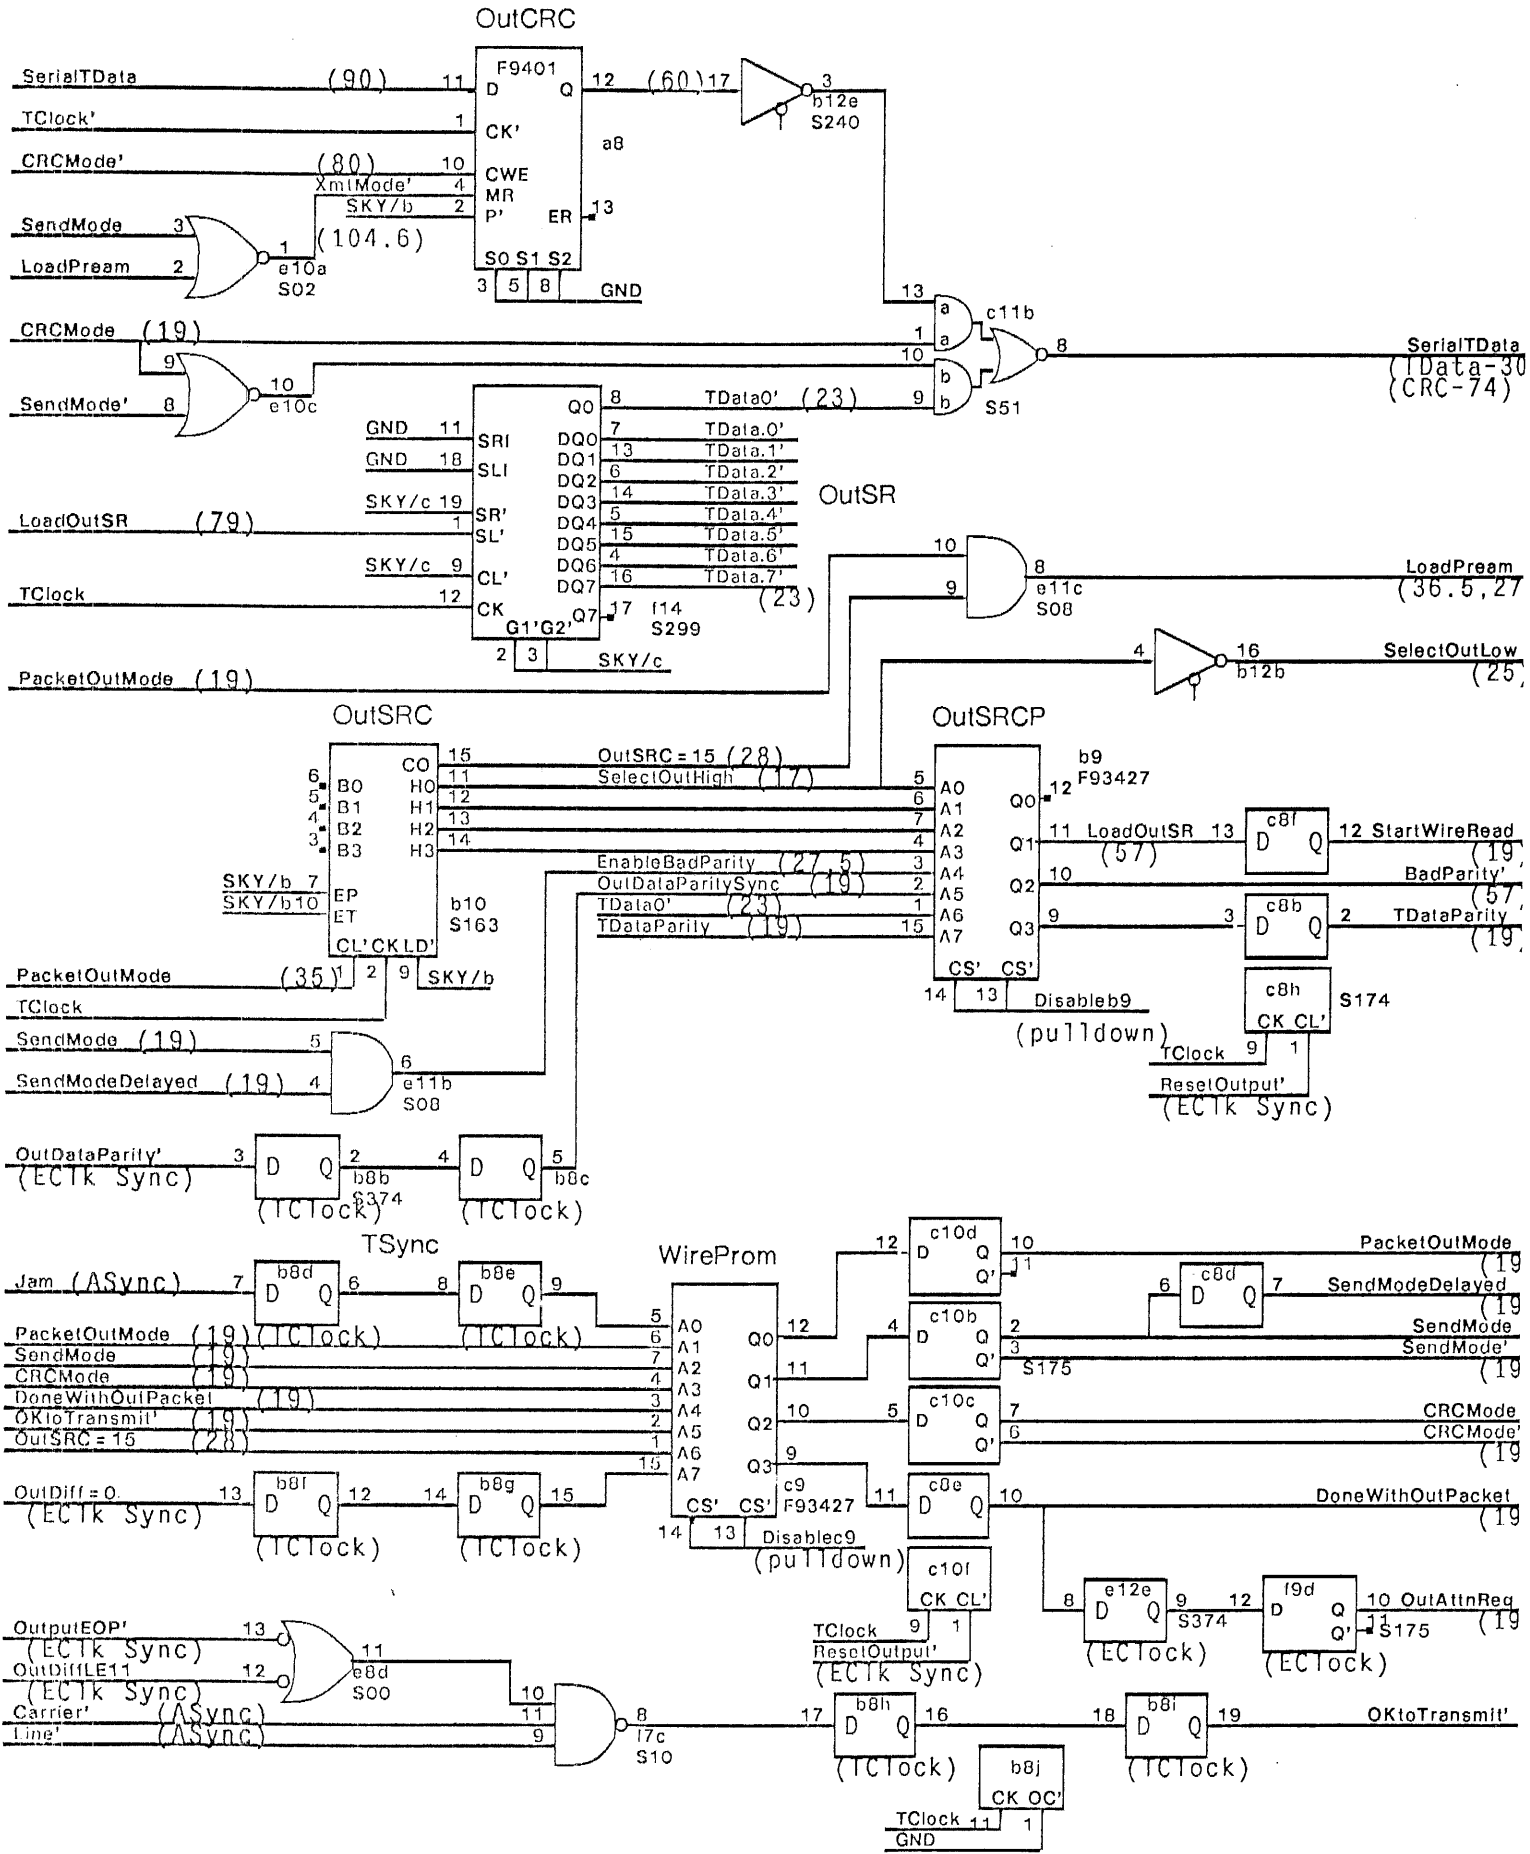 OutCRC
SerialTData (90) 11 D F9401 Q 12 (60) 17 3
b12e
S240
TClock' 1 CK'
a8
CRCMode' (80) 10 CWE
XmtMode' 4 MR
SKY/b 2 P' ER 13
(104.6)
SendMode 3
LoadPream 2
1
e10a
S02
S0 S1 S2
3 5 8 GND
13 a c11b
CRCMode (19) 1 a
9
10 b
8 SerialTData
(TData-30
(CRC-74)
SendMode' 8
10
e10c
Q0 8 TData0' (23) 9 b
S51
GND 11 SRI DQ0 7 TData.0'
DQ1 13 TData.1'
GND 18 SLI DQ2 6 TData.2'
SKY/c 19 SR' DQ3 14 TData.3'
OutSR
LoadOutSR (79) 1 SL' DQ4 5 TData.4'
DQ5 15 TData.5'
SKY/c 9 CL' DQ6 4 TData.6'
DQ7 16 TData.7'
(23)
TClock 12 CK Q7 17 f14
S299
G1' G2'
2 3 SKY/c
10
9
8 LoadPream
e11c (36.5,27
S08
PacketOutMode (19)
4 16 SelectOutLow
b12b (25)
OutSRC
OutSRCP
CO 15 OutSRC=15 (28)
6 B0 H0 11 SelectOutHigh (17) 5 A0
5 B1 H1 12 6 A1
4 B2 H2 13 7 A2
3 B3 H3 14 4 A3
b9
F93427
Q0 12
Q1 11 LoadOutSR 13 D c8f Q 12 StartWireRead
(57) (19,
EnableBadParity (27.5) 3 A4
OutDataParitySync (19) 2 A5
Q2 10 BadParity'
(57,
TData0' (23) 1 A6
TDataParity (19) 15 A7
Q3 9 3 D c8b Q 2 TDataParity
(19)
SKY/b 7 EP
SKY/b10 ET
b10
S163
CL' CK LD'
PacketOutMode (35) 1 2 9 SKY/b
TClock
CS' CS'
14 13 Disableb9
(pulldown)
c8h S174
CK CL'
TClock 9 1
ResetOutput'
(ECTk Sync)
SendMode (19) 5
SendModeDelayed (19) 4
6
e11b
S08
OutDataParity' 3 D Q 2 4 D Q 5
(ECTk Sync) b8b b8c
S374
(TClock) (TClock)
TSync
WireProm
Jam (ASync) 7 D b8d Q 6 8 D b8e Q 9
(TClock) (TClock)
5 A0
PacketOutMode (19) 6 A1
SendMode (19) 7 A2
CRCMode (19) 4 A3
DoneWithOutPacket (19) 3 A4
OKtoTransmit' (19) 2 A5
OutSRC=15 (28) 1 A6
15 A7
OutDiff=0. 13 D b8f Q 12 14 D b8g Q 15
(ECTk Sync) (TClock) (TClock)
Q0 12 12 D c10d Q 10 PacketOutMode
Q' 11 (19
6 D c8d Q 7 SendModeDelayed
(19
Q1 11 4 D c10b Q 2 SendMode
Q' 3 SendMode'
S175 (19
Q2 10 5 D c10c Q 7 CRCMode
Q' 6 CRCMode'
(19
Q3 9 11 D c8e Q 10 DoneWithOutPacket
(19
c9
F93427
CS' CS'
14 13 Disablec9
(pulldown)
c10f
CK CL'
TClock 9 1
ResetOutput'
(ECTk Sync)
8 D e12e Q 9 12 D f9d Q 10 OutAttnReq
S374 Q' 11 S175 (19
(EClock) (EClock)
OutputEOP' 13
(ECTk Sync)
OutDiffLE11 12
(ECTk Sync)
11
e8d
S00
Carrier' (ASync) 10
11
Line' (ASync) 9
8
f7c
S10
17 D b8h Q 16 18 D b8i Q 19 OKtoTransmit'
(TClock) (TClock)
b8j
CK OC'
TClock 11 1
GND